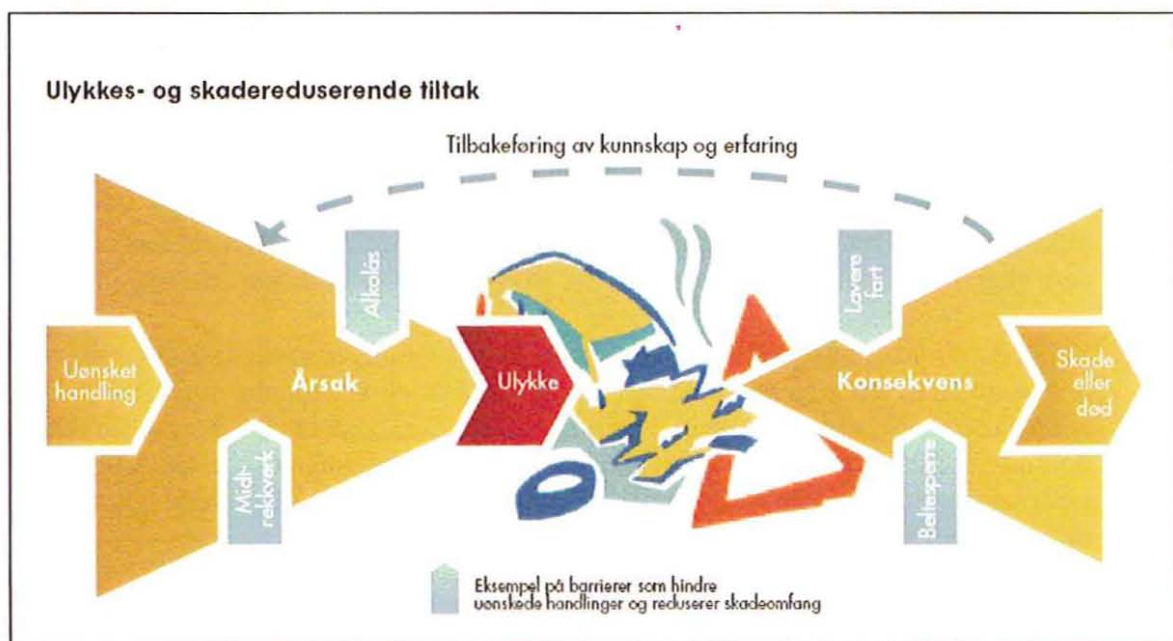 Ulykkes- og skadereduserende tiltak
Tilbakeføring av kunnskap og erfaring
Alkolås
Lavere
fart
Uønsket
handling
Årsak
Ulykke
Konsekvens
Skade
eller
død
Midt-
rekkverk
Beltesperre
Eksempel på barrierer som hindre
uønskede handlinger og reduserer skadeomfang